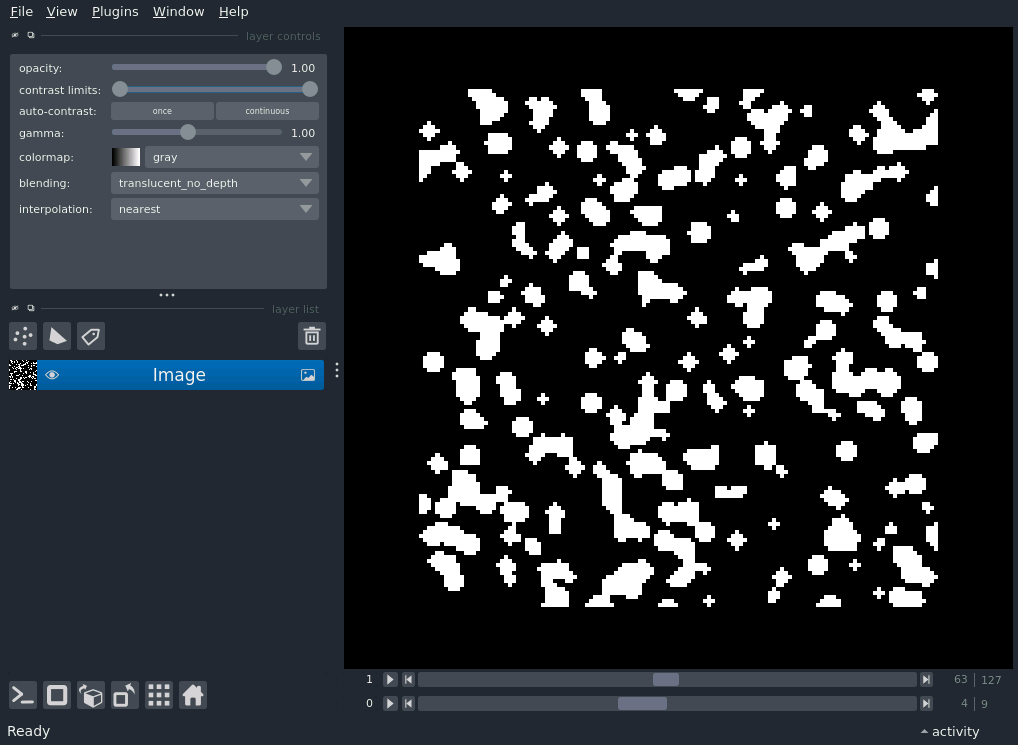 File View Plugins Window Help
layer controls
opacity: 1.00
contrast limits:
auto-contrast: once continuous
gamma: 1.00
colormap: gray
blending: translucent_no_depth
interpolation: nearest
layer list
Image
1 63 127
0 4 9
Ready activity